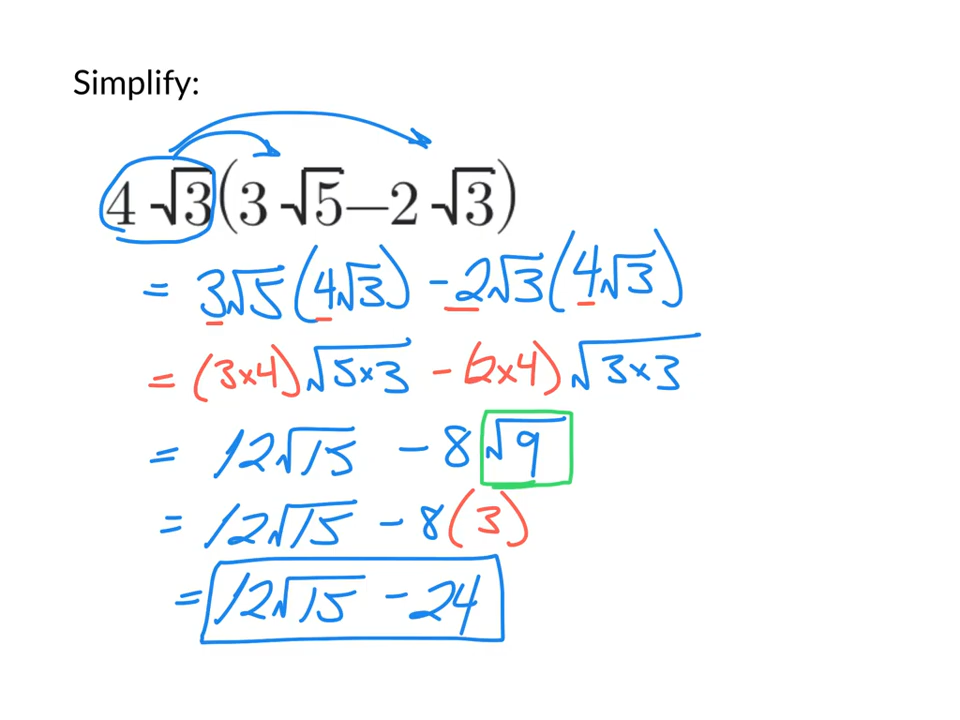 Simplify:
4√3(3√5−2√3)
= 3√5(4√3) - 2√3(4√3)
= (3×4)√5×3 - (2×4)√3×3
= 12√15 - 8√9
= 12√15 - 8(3)
= 12√15 - 24